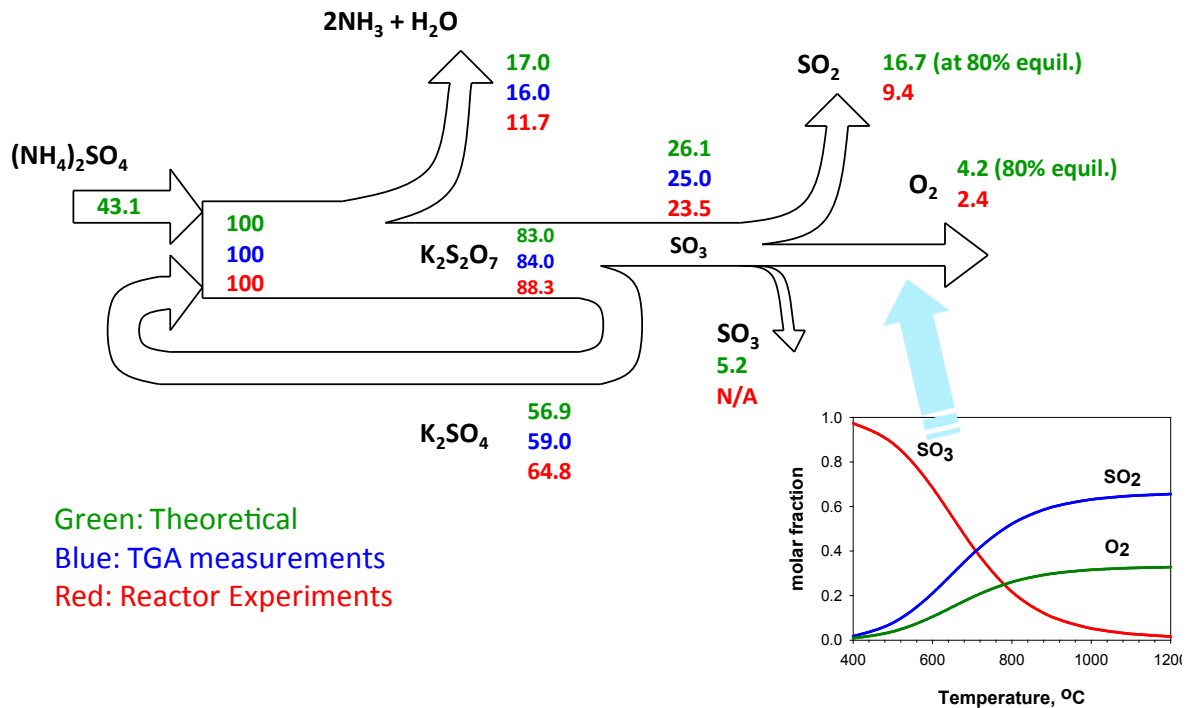 2NH₃ + H₂O
17.0
16.0
11.7
SO₂
16.7 (at 80% equil.)
9.4
(NH₄)₂SO₄
43.1
100
100
100
K₂S₂O₇
83.0
84.0
88.3
26.1
25.0
23.5
SO₃
O₂
4.2 (80% equil.)
2.4
SO₃
5.2
N/A
K₂SO₄
56.9
59.0
64.8
Green: Theoretical
Blue: TGA measurements
Red: Reactor Experiments
1.0
0.8
0.6
0.4
0.2
0.0
molar fraction
SO₃
SO₂
O₂
400 600 800 1000 1200
Temperature, ⁰C